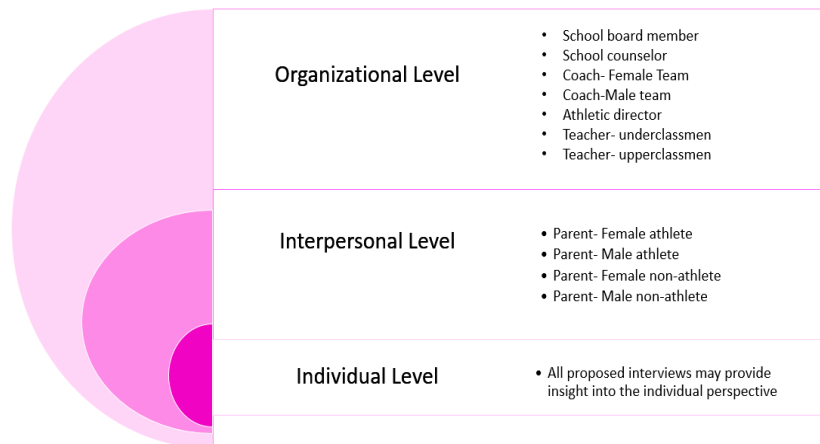 Organizational Level
• School board member
• School counselor
• Coach- Female Team
• Coach-Male team
• Athletic director
• Teacher- underclassmen
• Teacher- upperclassmen
Interpersonal Level
• Parent- Female athlete
• Parent- Male athlete
• Parent- Female non-athlete
• Parent- Male non-athlete
Individual Level
• All proposed interviews may provide
insight into the individual perspective